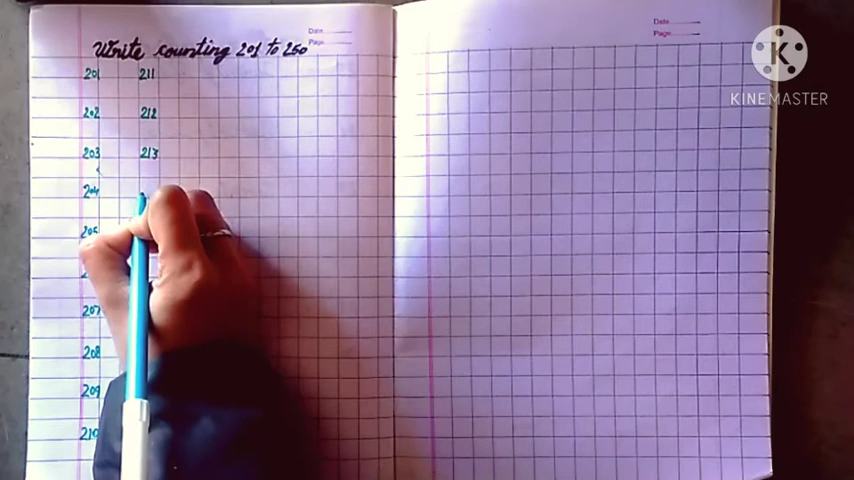 Date
Page
Write counting 201 to 250
201 211
202 212
203 213
204
205
207
208
209
210
Date
Page
K
KINEMASTER